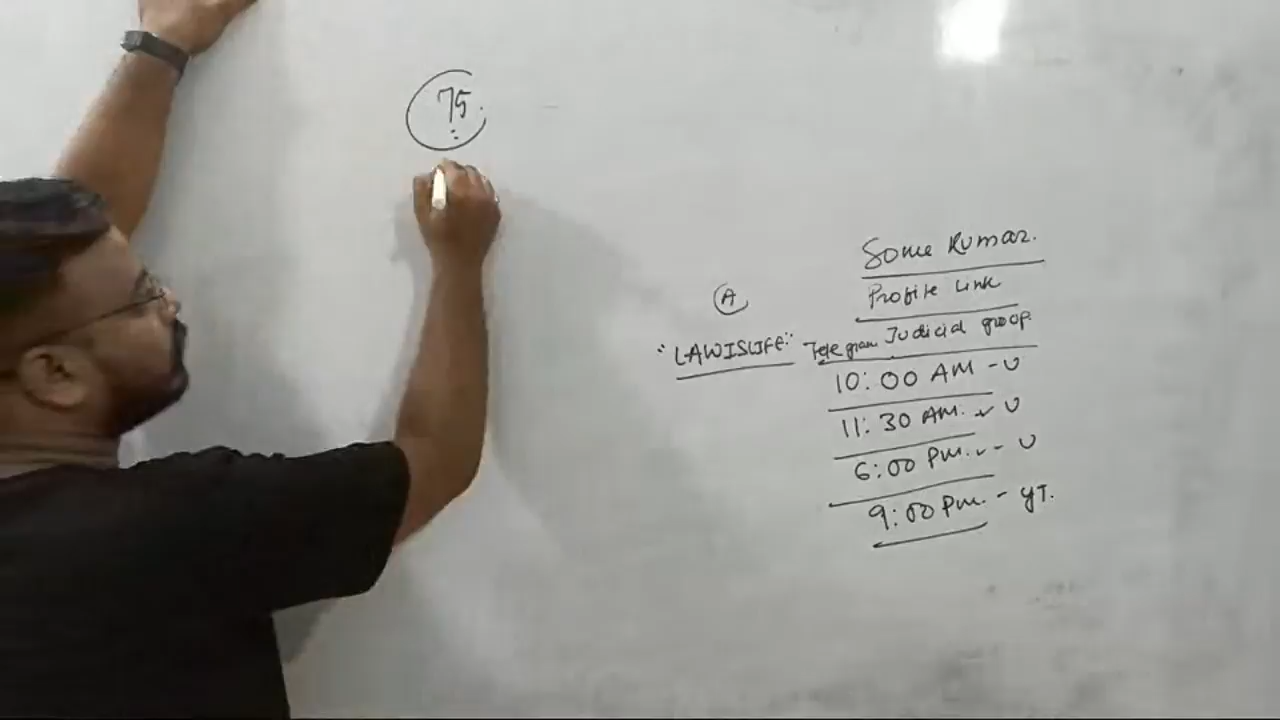 75.
Some Kumar.
Profile Link
A
"LAWISLIFE" Telegram Judicial group.
10:00 AM - U
11:30 AM. - U
6:00 PM. - U
9:00 PM. - YT.